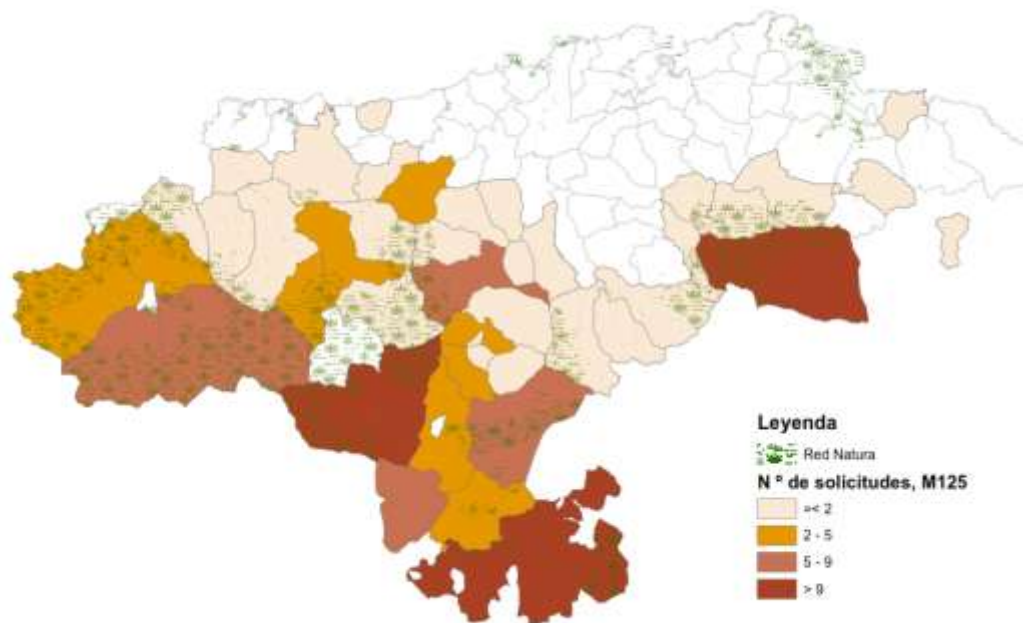 Leyenda
Red Natura
N º de solicitudes, M125
=< 2
2 - 5
5 - 9
> 9